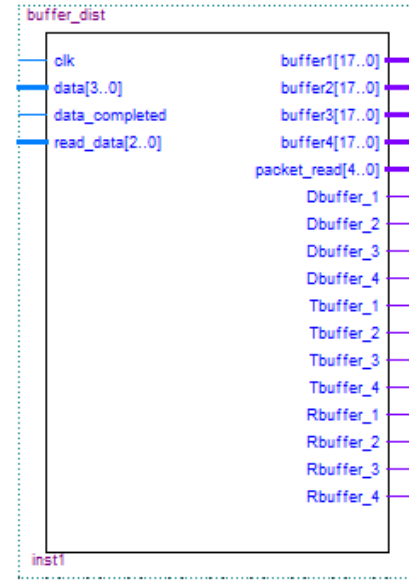 buffer_dist
clk buffer1[17..0]
data[3..0] buffer2[17..0]
data_completed buffer3[17..0]
read_data[2..0] buffer4[17..0]
packet_read[4..0]
Dbuffer_1
Dbuffer_2
Dbuffer_3
Dbuffer_4
Tbuffer_1
Tbuffer_2
Tbuffer_3
Tbuffer_4
Rbuffer_1
Rbuffer_2
Rbuffer_3
Rbuffer_4
inst1